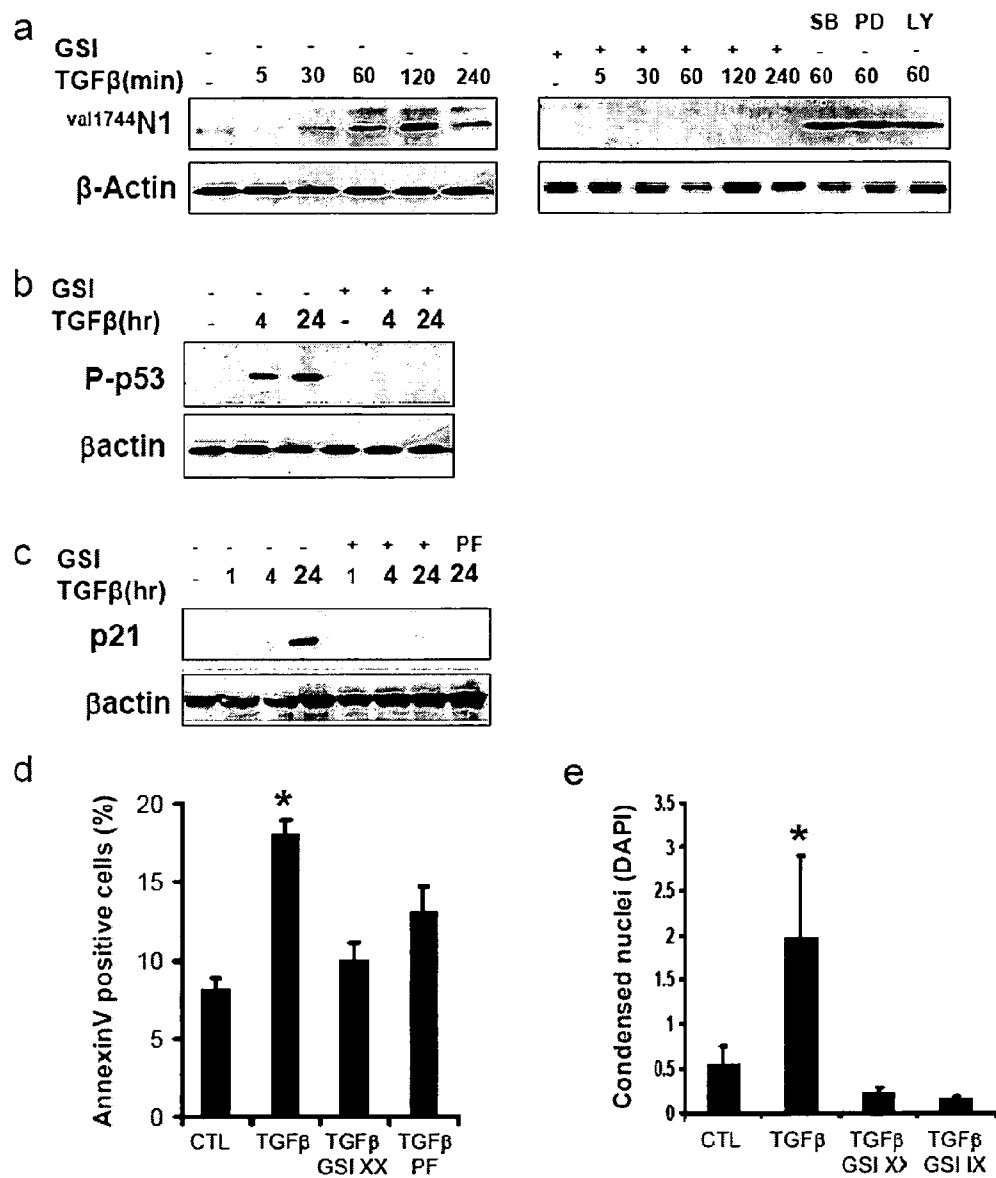 a
SB PD LY
GSI - - - - - - + + + + + + - - -
TGFβ(min) - 5 30 60 120 240 - 5 30 60 120 240 60 60 60
val1744N1
β-Actin
b
GSI - - - + + +
TGFβ(hr) - 4 24 - 4 24
P-p53
βactin
c
GSI - - - - + + + PF
TGFβ(hr) - 1 4 24 1 4 24 24
p21
βactin
d
AnnexinV positive cells (%)
20
15
10
5
0
CTL TGFβ TGFβ TGFβ
GSI XX PF
*
e
Condensed nuclei (DAPI)
3.5
3
2.5
2
1.5
1
0.5
0
CTL TGFβ TGFβ TGFβ
GSI XX GSI IX
*